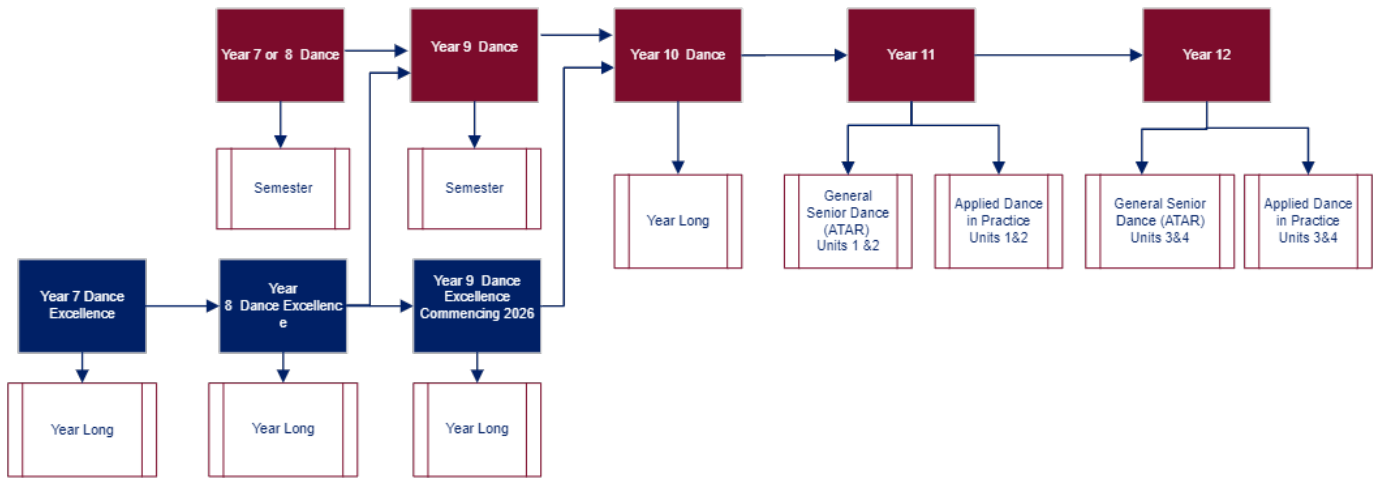 Year 7 or 8 Dance
Year 9 Dance
Year 10 Dance
Year 11
Year 12
Semester
Semester
Year Long
General
Senior Dance
(ATAR)
Units 1 &2
Applied Dance
in Practice
Units 1&2
General Senior
Dance (ATAR)
Units 3&4
Applied Dance
in Practice
Units 3&4
Year 7 Dance
Excellence
Year
8 Dance Excellenc
e
Year 9 Dance
Excellence
Commencing 2026
Year Long
Year Long
Year Long